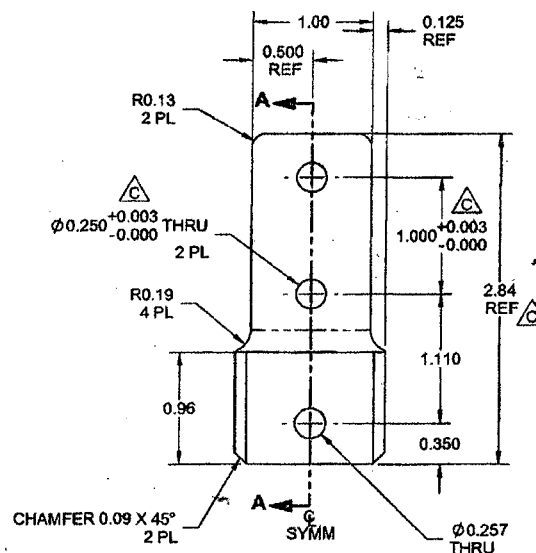 1.00
0.125
REF
0.500
REF
A
R0.13
2 PL
C
Ø0.250 +0.003 THRU
-0.000
2 PL
C
1.000 +0.003
-0.000
R0.19
4 PL
2.84
REF
C
1.110
0.96
0.350
A
CHAMFER 0.09 X 45°
2 PL
℄
SYMM
Ø0.257
THRU